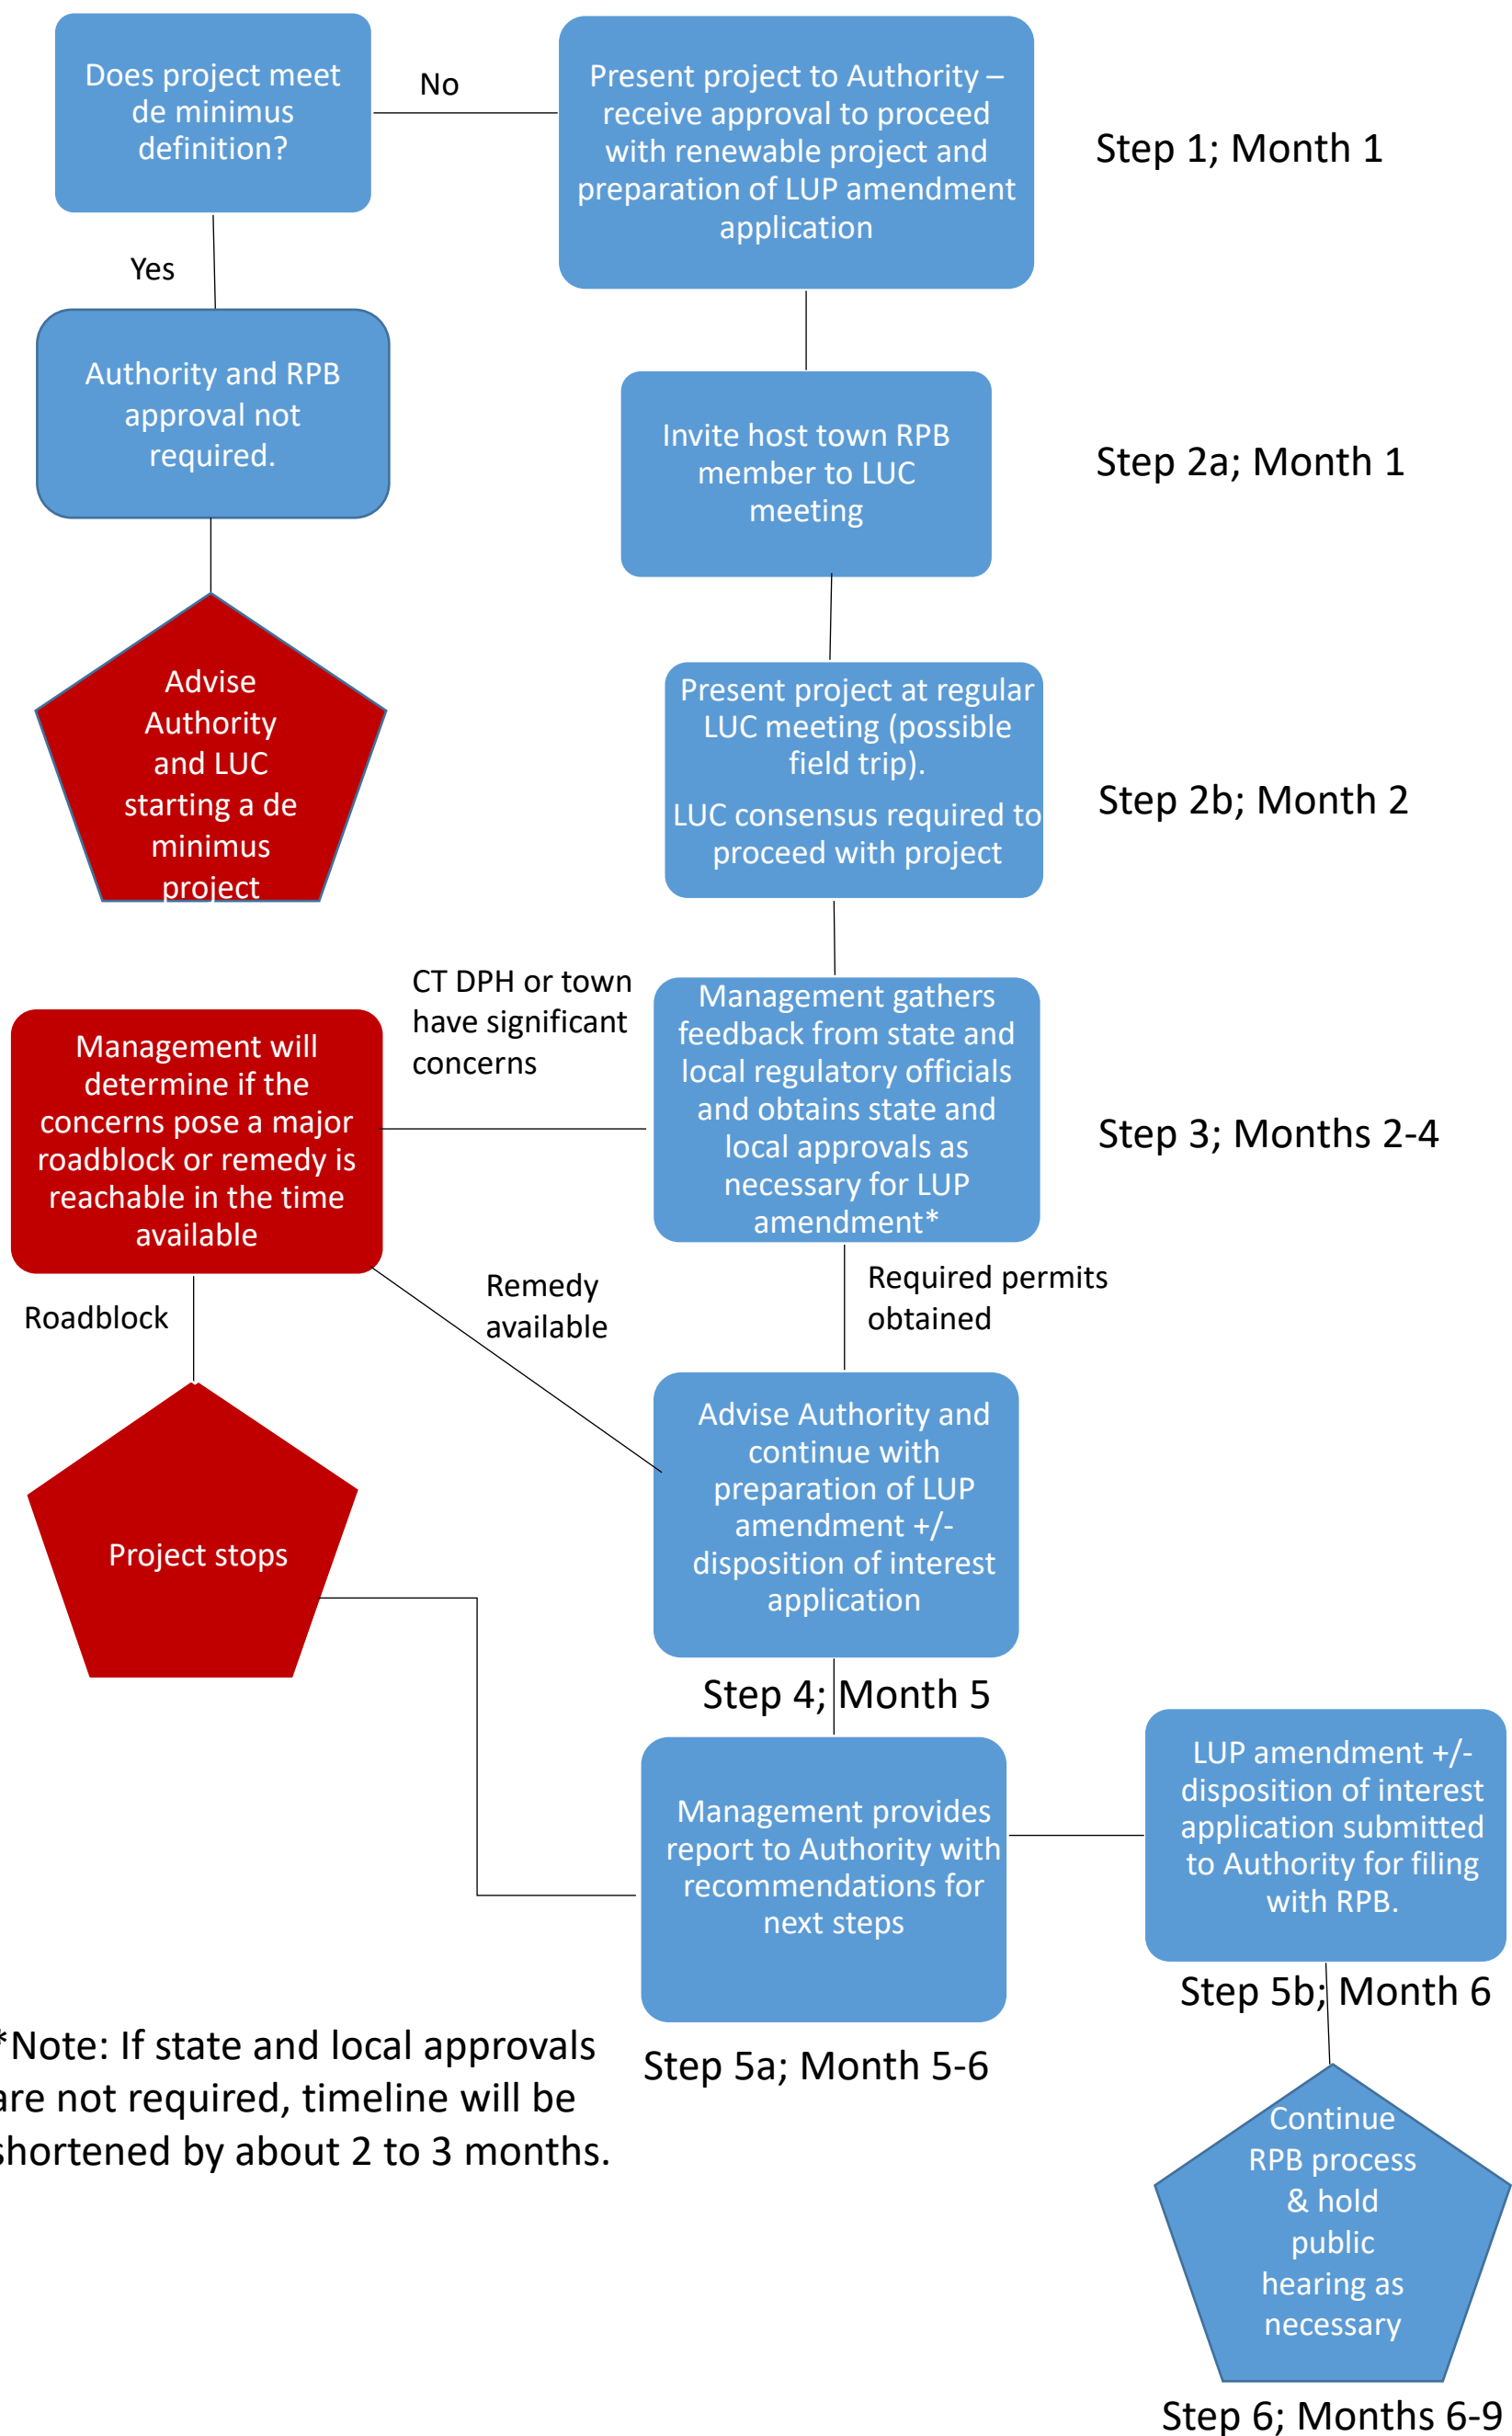 Does project meet
de minimus
definition?
No
Present project to Authority –
receive approval to proceed
with renewable project and
preparation of LUP amendment
application
Step 1; Month 1
Yes
Authority and RPB
approval not
required.
Invite host town RPB
member to LUC
meeting
Step 2a; Month 1
Advise
Authority
and LUC
starting a de
minimus
project
Present project at regular
LUC meeting (possible
field trip).
LUC consensus required to
proceed with project
Step 2b; Month 2
CT DPH or town
have significant
concerns
Management will
determine if the
concerns pose a major
roadblock or remedy is
reachable in the time
available
Management gathers
feedback from state and
local regulatory officials
and obtains state and
local approvals as
necessary for LUP
amendment*
Step 3; Months 2-4
Roadblock
Remedy
available
Required permits
obtained
Project stops
Advise Authority and
continue with
preparation of LUP
amendment +/-
disposition of interest
application
Step 4; Month 5
Management provides
report to Authority with
recommendations for
next steps
Step 5a; Month 5-6
LUP amendment +/-
disposition of interest
application submitted
to Authority for filing
with RPB.
Step 5b; Month 6
*Note: If state and local approvals
are not required, timeline will be
shortened by about 2 to 3 months.
Continue
RPB process
& hold
public
hearing as
necessary
Step 6; Months 6-9